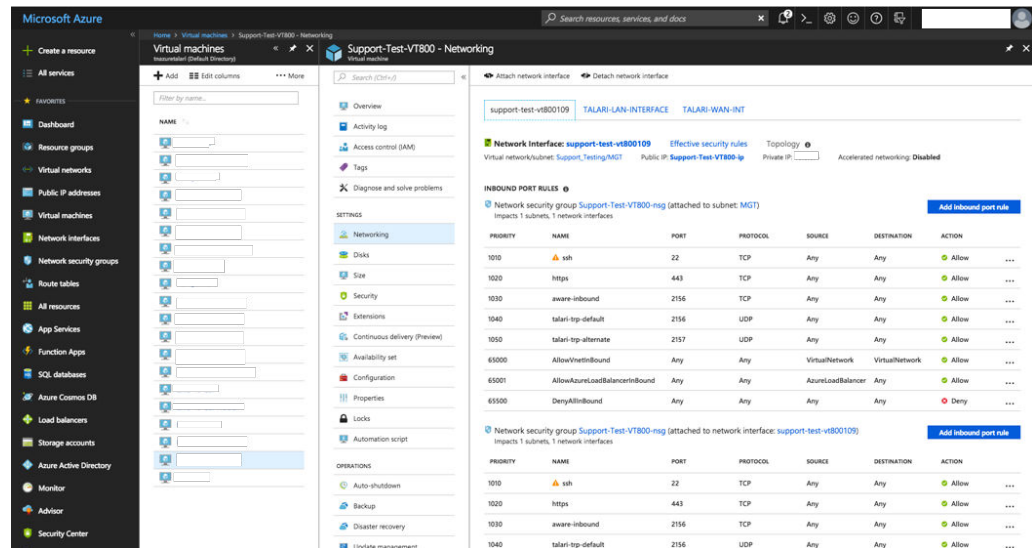 Microsoft Azure
Search resources, services, and docs
2
Create a resource
All services
FAVORITES
Dashboard
Resource groups
Virtual networks
Public IP addresses
Virtual machines
Network interfaces
Network security groups
Route tables
All resources
App Services
Function Apps
SQL databases
Azure Cosmos DB
Load balancers
Storage accounts
Azure Active Directory
Monitor
Advisor
Security Center
Home > Virtual machines > Support-Test-VT800 - Networking
Virtual machines
tnazuretalari (Default Directory)
Add Edit columns ••• More
Filter by name...
NAME
Support-Test-VT800 - Networking
Virtual machine
Search (Ctrl+/)
Overview
Activity log
Access control (IAM)
Tags
Diagnose and solve problems
SETTINGS
Networking
Disks
Size
Security
Extensions
Continuous delivery (Preview)
Availability set
Configuration
Properties
Locks
Automation script
OPERATIONS
Auto-shutdown
Backup
Disaster recovery
Update management
Attach network interface Detach network interface
support-test-vt800109 TALARI-LAN-INTERFACE TALARI-WAN-INT
Network Interface: support-test-vt800109 Effective security rules Topology
Virtual network/subnet: Support_Testing/MGT Public IP: Support-Test-VT800-ip Private IP: Accelerated networking: Disabled
INBOUND PORT RULES
Network security group Support-Test-VT800-nsg (attached to subnet: MGT)
Impacts 1 subnets, 1 network interfaces
Add inbound port rule
PRIORITY NAME PORT PROTOCOL SOURCE DESTINATION ACTION
1010 ssh 22 TCP Any Any Allow ...
1020 https 443 TCP Any Any Allow ...
1030 aware-inbound 2156 TCP Any Any Allow ...
1040 talari-trp-default 2156 UDP Any Any Allow ...
1050 talari-trp-alternate 2157 UDP Any Any Allow ...
65000 AllowVnetInBound Any Any VirtualNetwork VirtualNetwork Allow ...
65001 AllowAzureLoadBalancerInBound Any Any AzureLoadBalancer Any Allow ...
65500 DenyAllInBound Any Any Any Any Deny ...
Network security group Support-Test-VT800-nsg (attached to network interface: support-test-vt800109)
Impacts 1 subnets, 1 network interfaces
Add inbound port rule
PRIORITY NAME PORT PROTOCOL SOURCE DESTINATION ACTION
1010 ssh 22 TCP Any Any Allow ...
1020 https 443 TCP Any Any Allow ...
1030 aware-inbound 2156 TCP Any Any Allow ...
1040 talari-trp-default 2156 UDP Any Any Allow ...